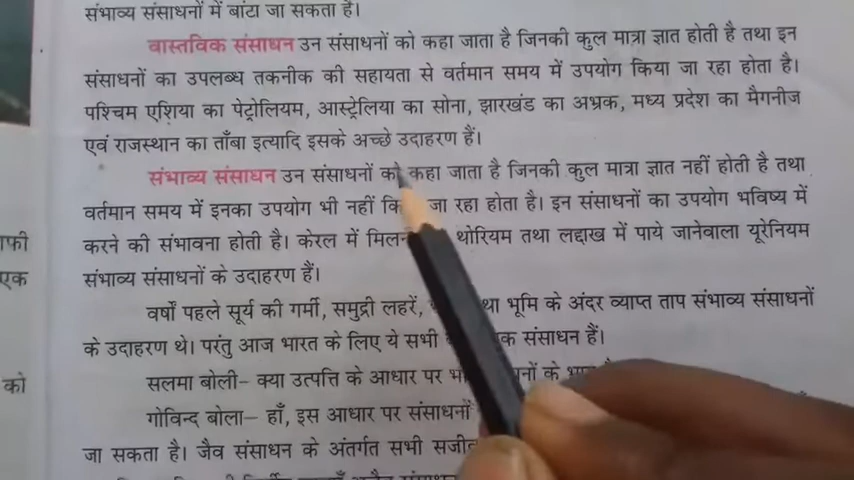 संभाव्य संसाधनों में बांटा जा सकता है।
वास्तविक संसाधन उन संसाधनों को कहा जाता है जिनकी कुल मात्रा ज्ञात होती है तथा इन
संसाधनों का उपलब्ध तकनीक की सहायता से वर्तमान समय में उपयोग किया जा रहा होता है।
पश्चिम एशिया का पेट्रोलियम, आस्ट्रेलिया का सोना, झारखंड का अभ्रक, मध्य प्रदेश का मैगनीज
एवं राजस्थान का ताँबा इत्यादि इसके अच्छे उदाहरण हैं।
संभाव्य संसाधन उन संसाधनों को कहा जाता है जिनकी कुल मात्रा ज्ञात नहीं होती है तथा
वर्तमान समय में इनका उपयोग भी नहीं जा रहा होता है। इन संसाधनों का उपयोग भविष्य में
करने की संभावना होती है। केरल में थोरियम तथा लद्दाख में पाये जानेवाला यूरेनियम
संभाव्य संसाधनों के उदाहरण हैं।
वर्षों पहले सूर्य की गर्मी, समुद्री लहरें, भूमि के अंदर व्याप्त ताप संभाव्य संसाधनों
के उदाहरण थे। परंतु आज भारत के लिए ये सभी संसाधन हैं।
सलमा बोली- क्या उत्पत्ति के आधार पर के
गोविन्द बोला- हाँ, इस आधार पर संसाधनों
जा सकता है। जैव संसाधन के अंतर्गत सभी
एक
को